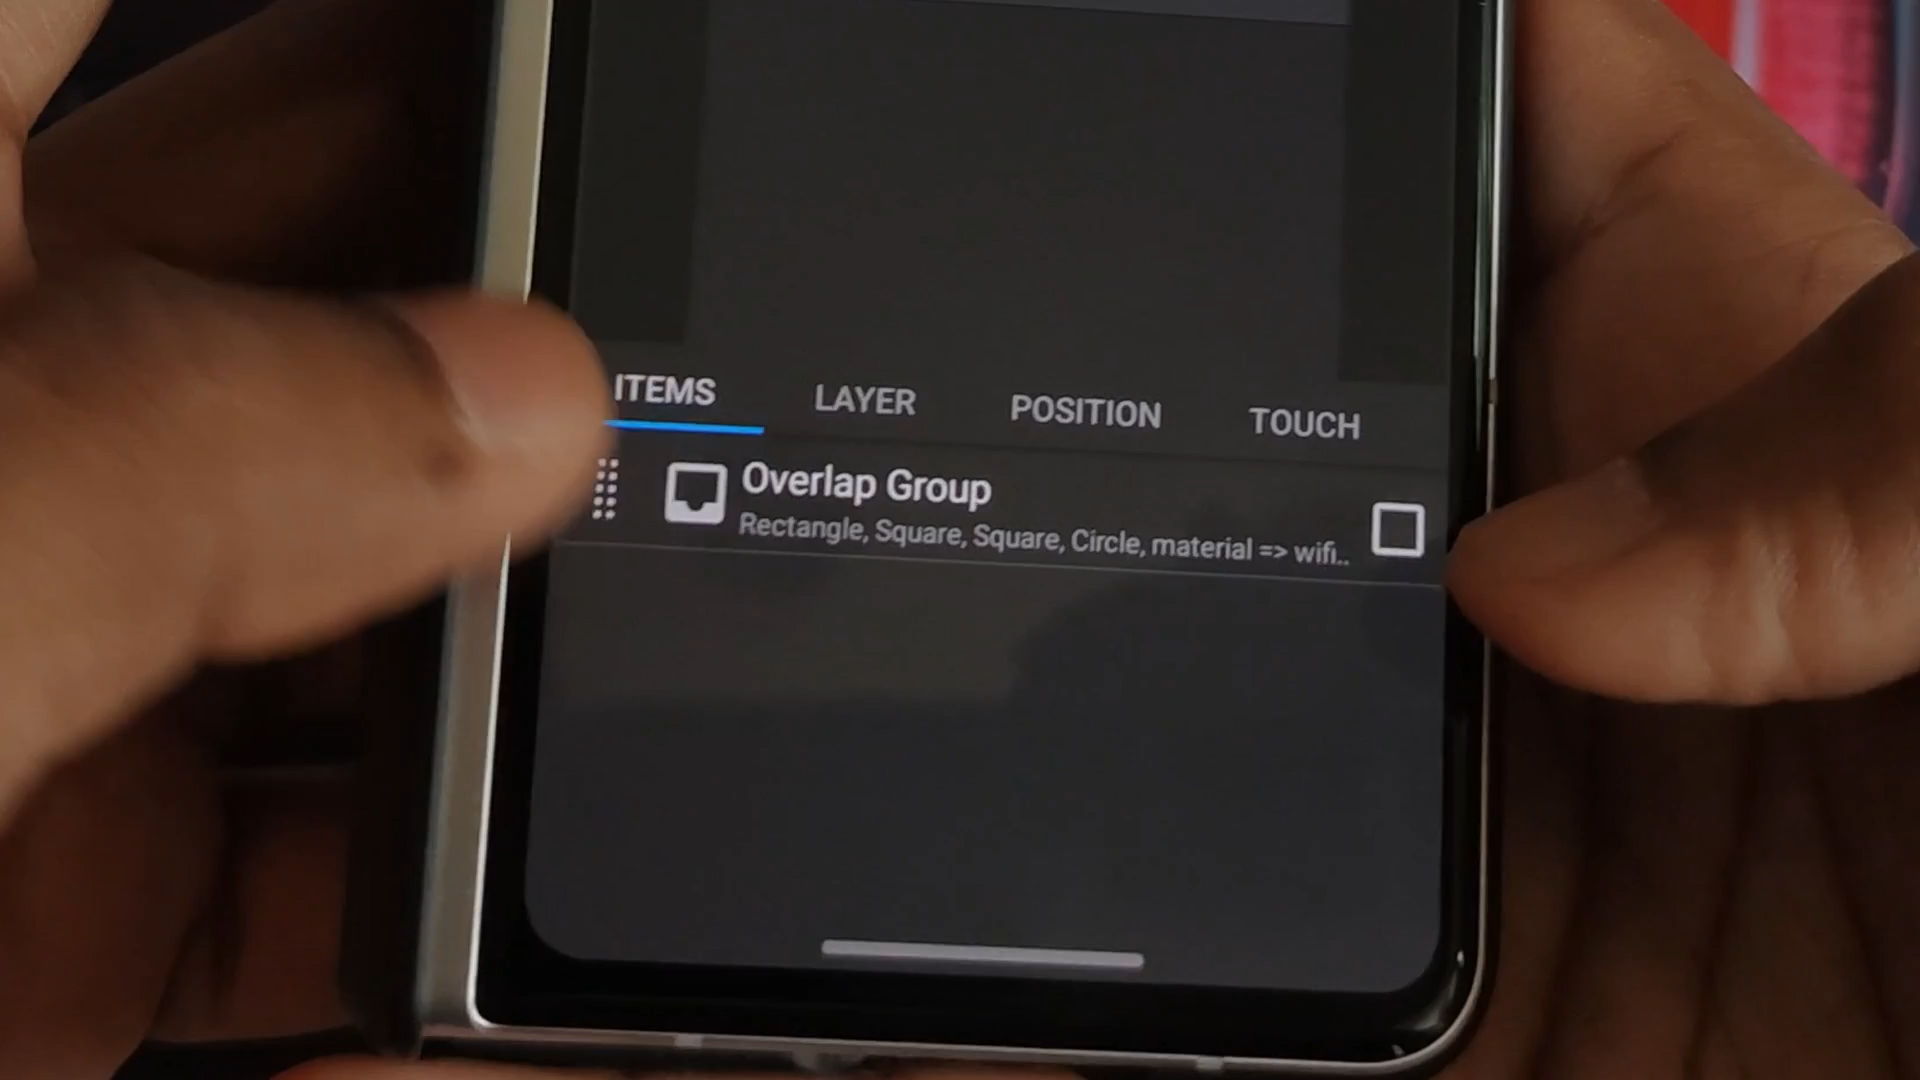 ITEMS LAYER POSITION TOUCH
Overlap Group
Rectangle, Square, Square, Circle, material => wifi..